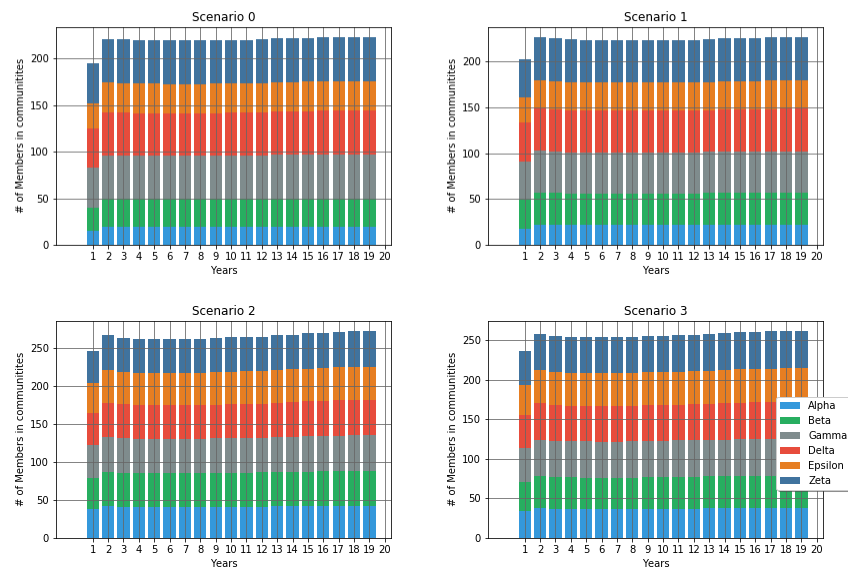 Scenario 0
# of Members in communitites
200
150
100
50
0
1 2 3 4 5 6 7 8 9 10 11 12 13 14 15 16 17 18 19 20
Years
Scenario 1
# of Members in communitites
200
150
100
50
0
1 2 3 4 5 6 7 8 9 10 11 12 13 14 15 16 17 18 19 20
Years
Scenario 2
# of Members in communitites
250
200
150
100
50
0
1 2 3 4 5 6 7 8 9 10 11 12 13 14 15 16 17 18 19 20
Years
Scenario 3
# of Members in communitites
250
200
150
100
50
0
1 2 3 4 5 6 7 8 9 10 11 12 13 14 15 16 17 18 19 20
Years
Alpha
Beta
Gamma
Delta
Epsilon
Zeta